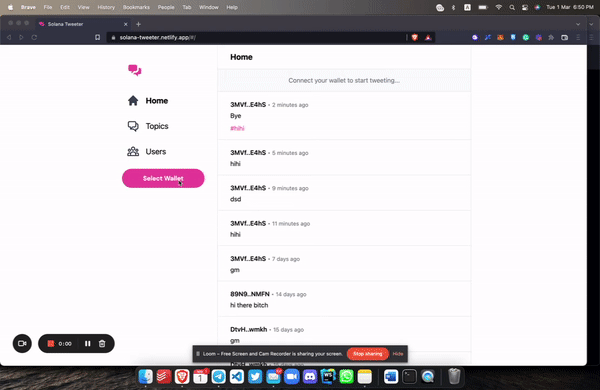 Brave File Edit View History Bookmarks People Tab Window Help
Tue 1 Mar 6:50 PM
Solana Tweeter
solana-tweeter.netlify.app/#/
Home
Topics
Users
Select Wallet
Home
Connect your wallet to start tweeting...
3MVf..E4hS • 2 minutes ago
Bye
#hihi
3MVf..E4hS • 5 minutes ago
hihi
3MVf..E4hS • 9 minutes ago
dsd
3MVf..E4hS • 11 minutes ago
hihi
3MVf..E4hS • 7 days ago
gm
89N9..NMFN • 14 days ago
hi there bitch
DtvH..wmkh • 15 days ago
gm
0:00
Loom – Free Screen and Cam Recorder is sharing your screen.
Stop sharing
Hide